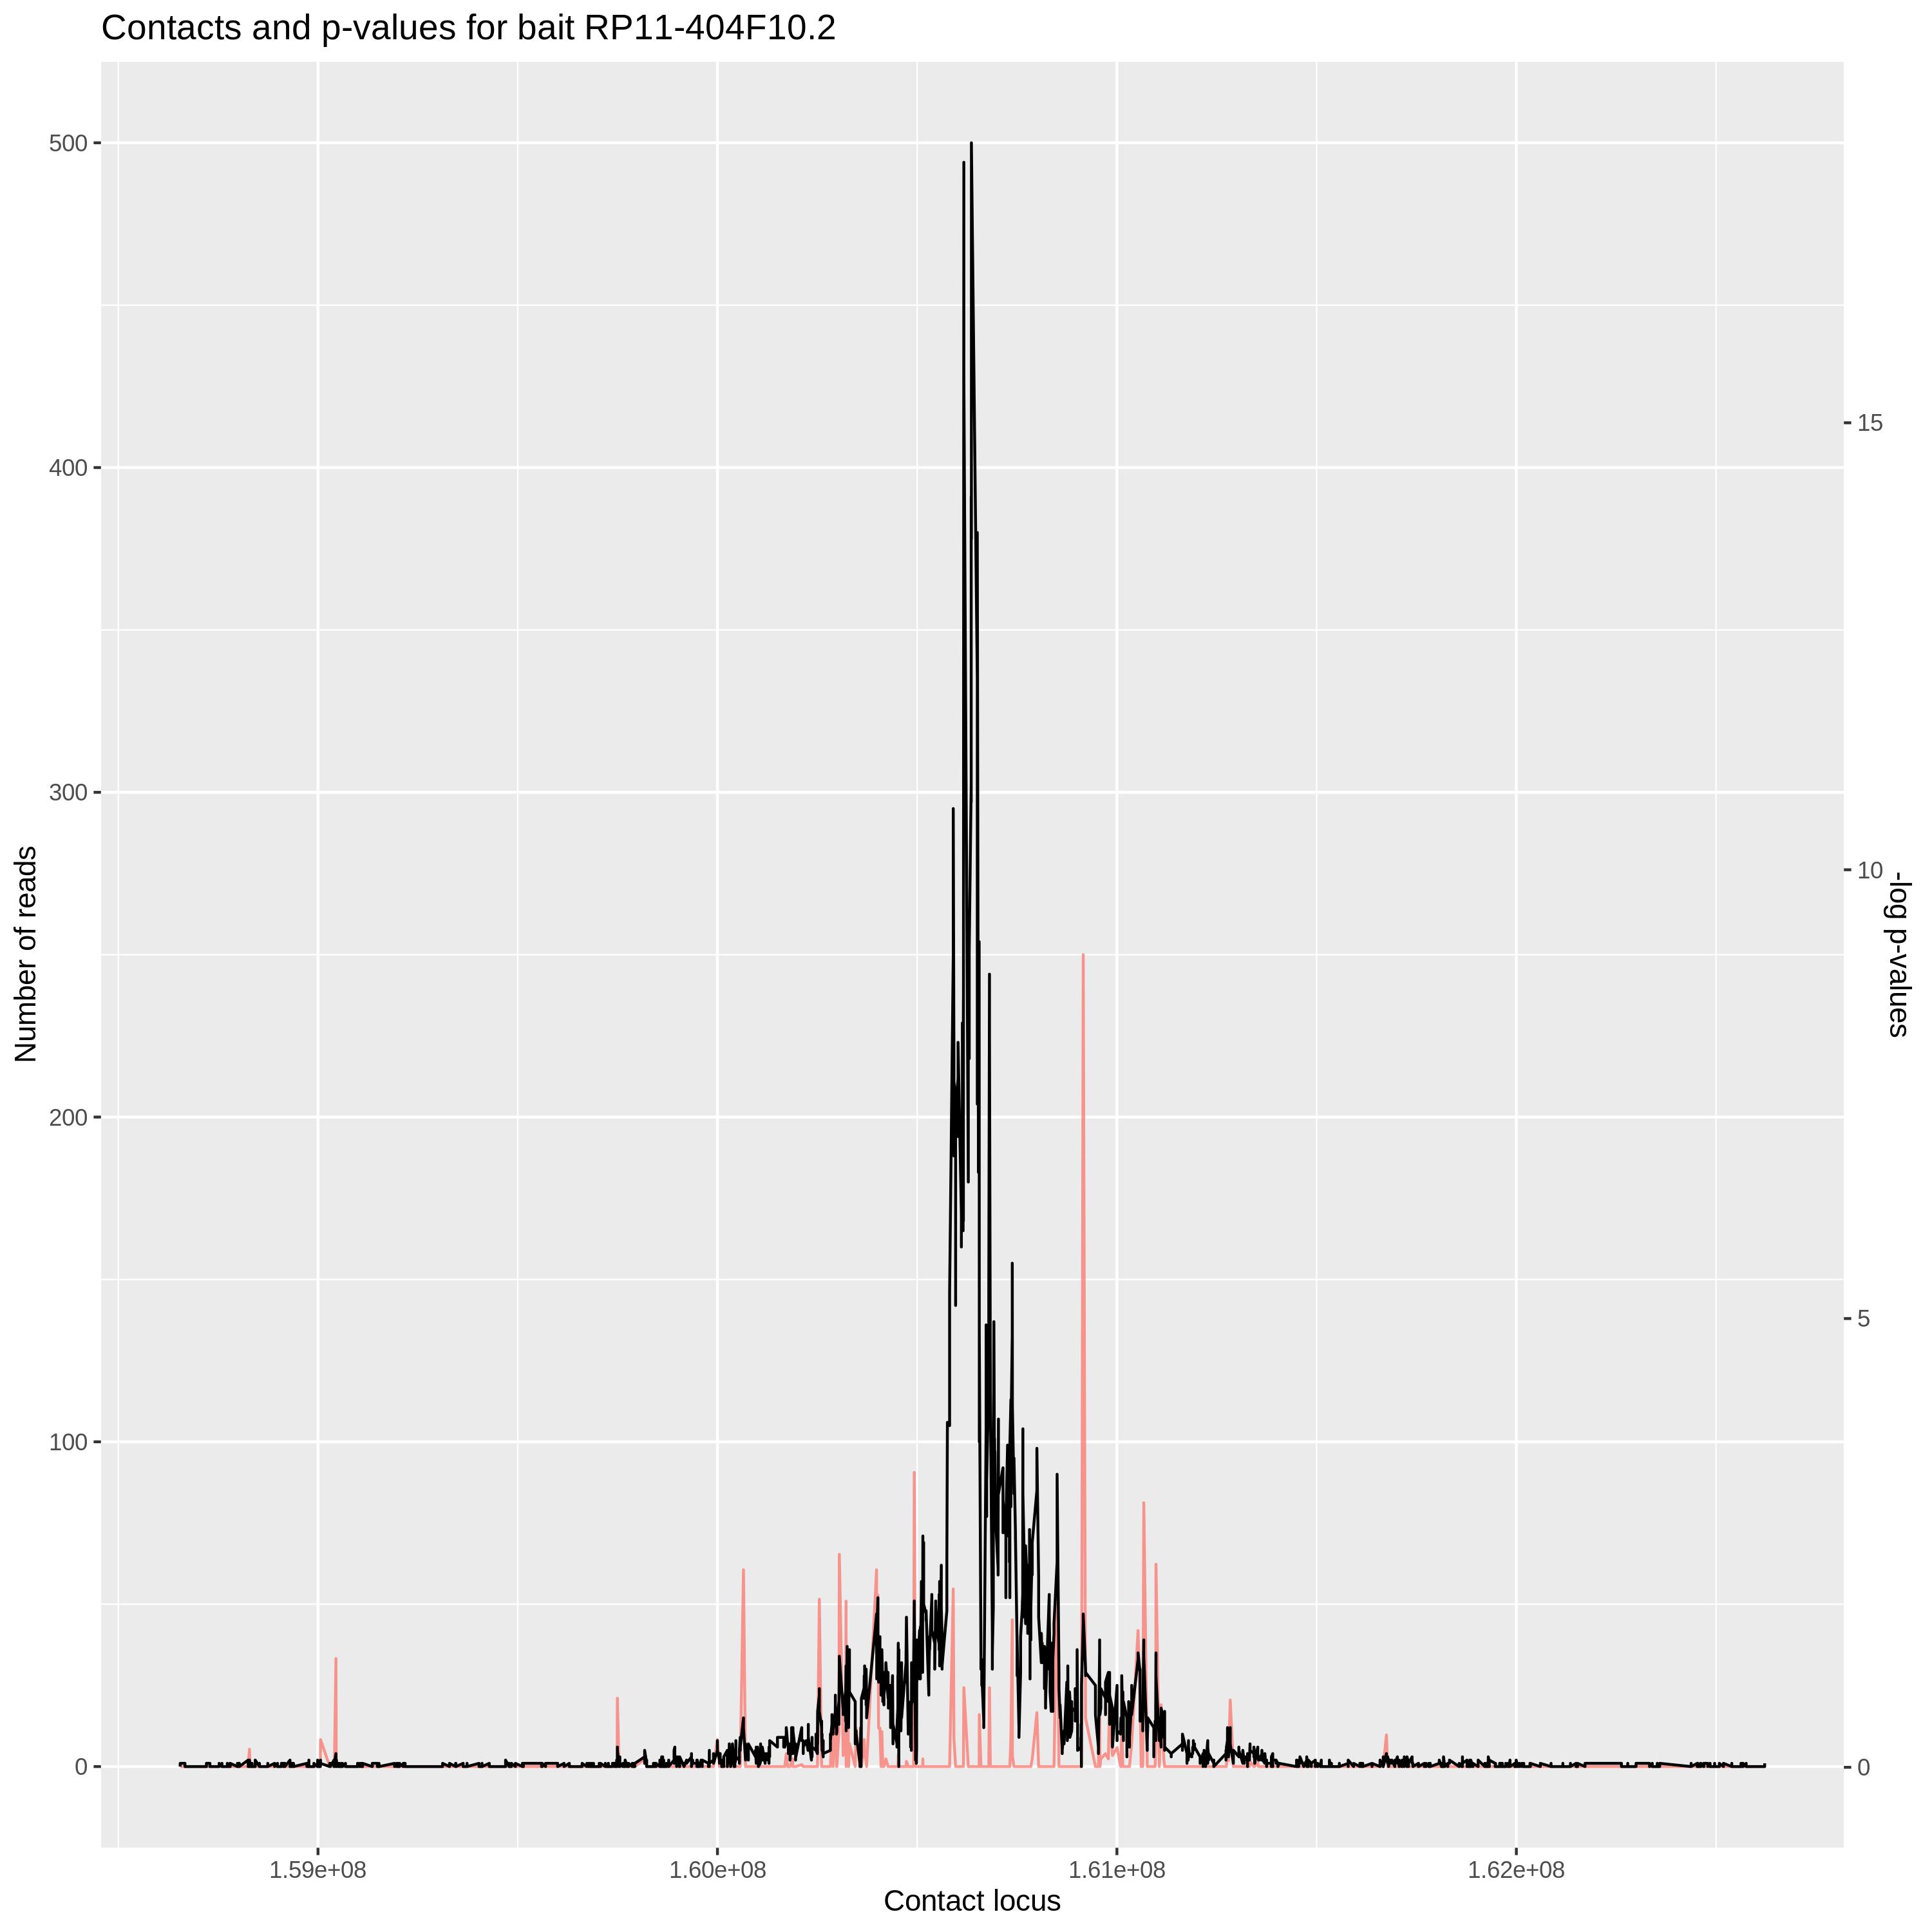 Contacts and p-values for bait RP11-404F10.2
500
400
300
200
100
0
Number of reads
15
10
5
0
-log p-values
1.59e+08
1.60e+08
1.61e+08
1.62e+08
Contact locus